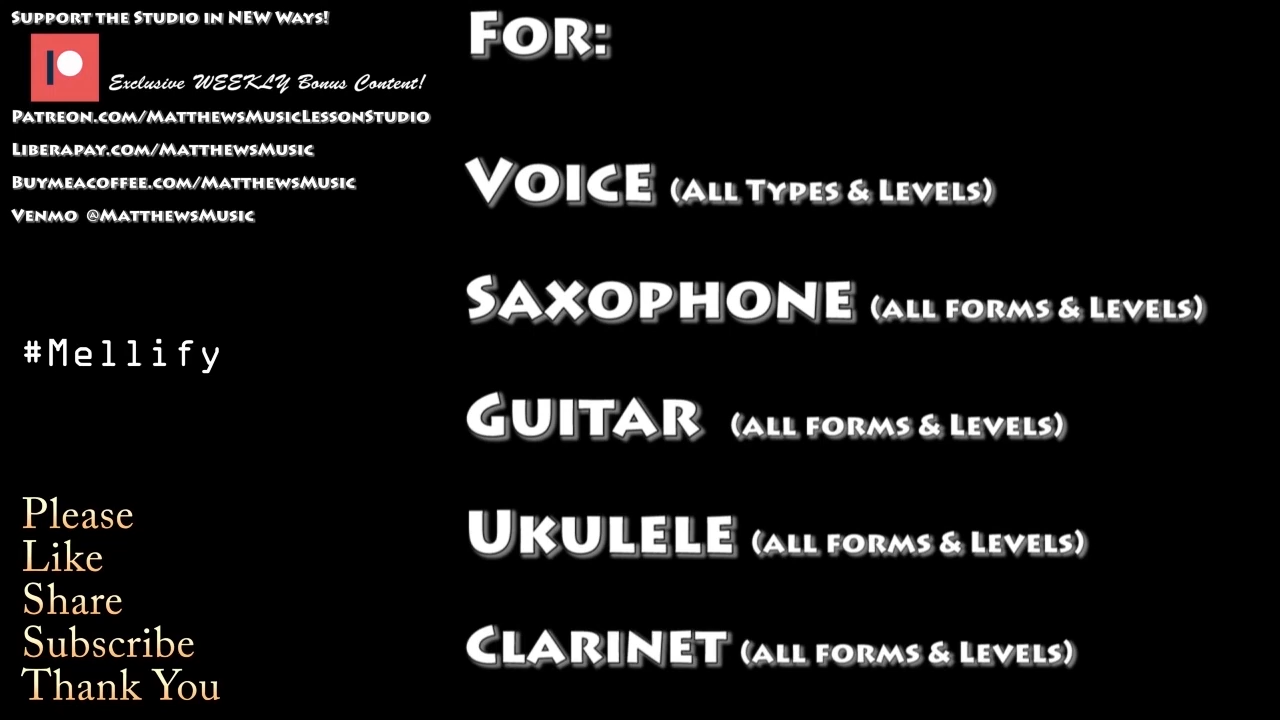 Support the Studio in NEW Ways!
Exclusive WEEKLY Bonus Content!
Patreon.com/MatthewsMusicLessonStudio
Liberapay.com/MatthewsMusic
Buymeacoffee.com/MatthewsMusic
Venmo @MatthewsMusic
#Mellify
Please
Like
Share
Subscribe
Thank You
For:
Voice (All Types & Levels)
Saxophone (all forms & Levels)
Guitar (all forms & Levels)
Ukulele (all forms & Levels)
Clarinet (all forms & Levels)